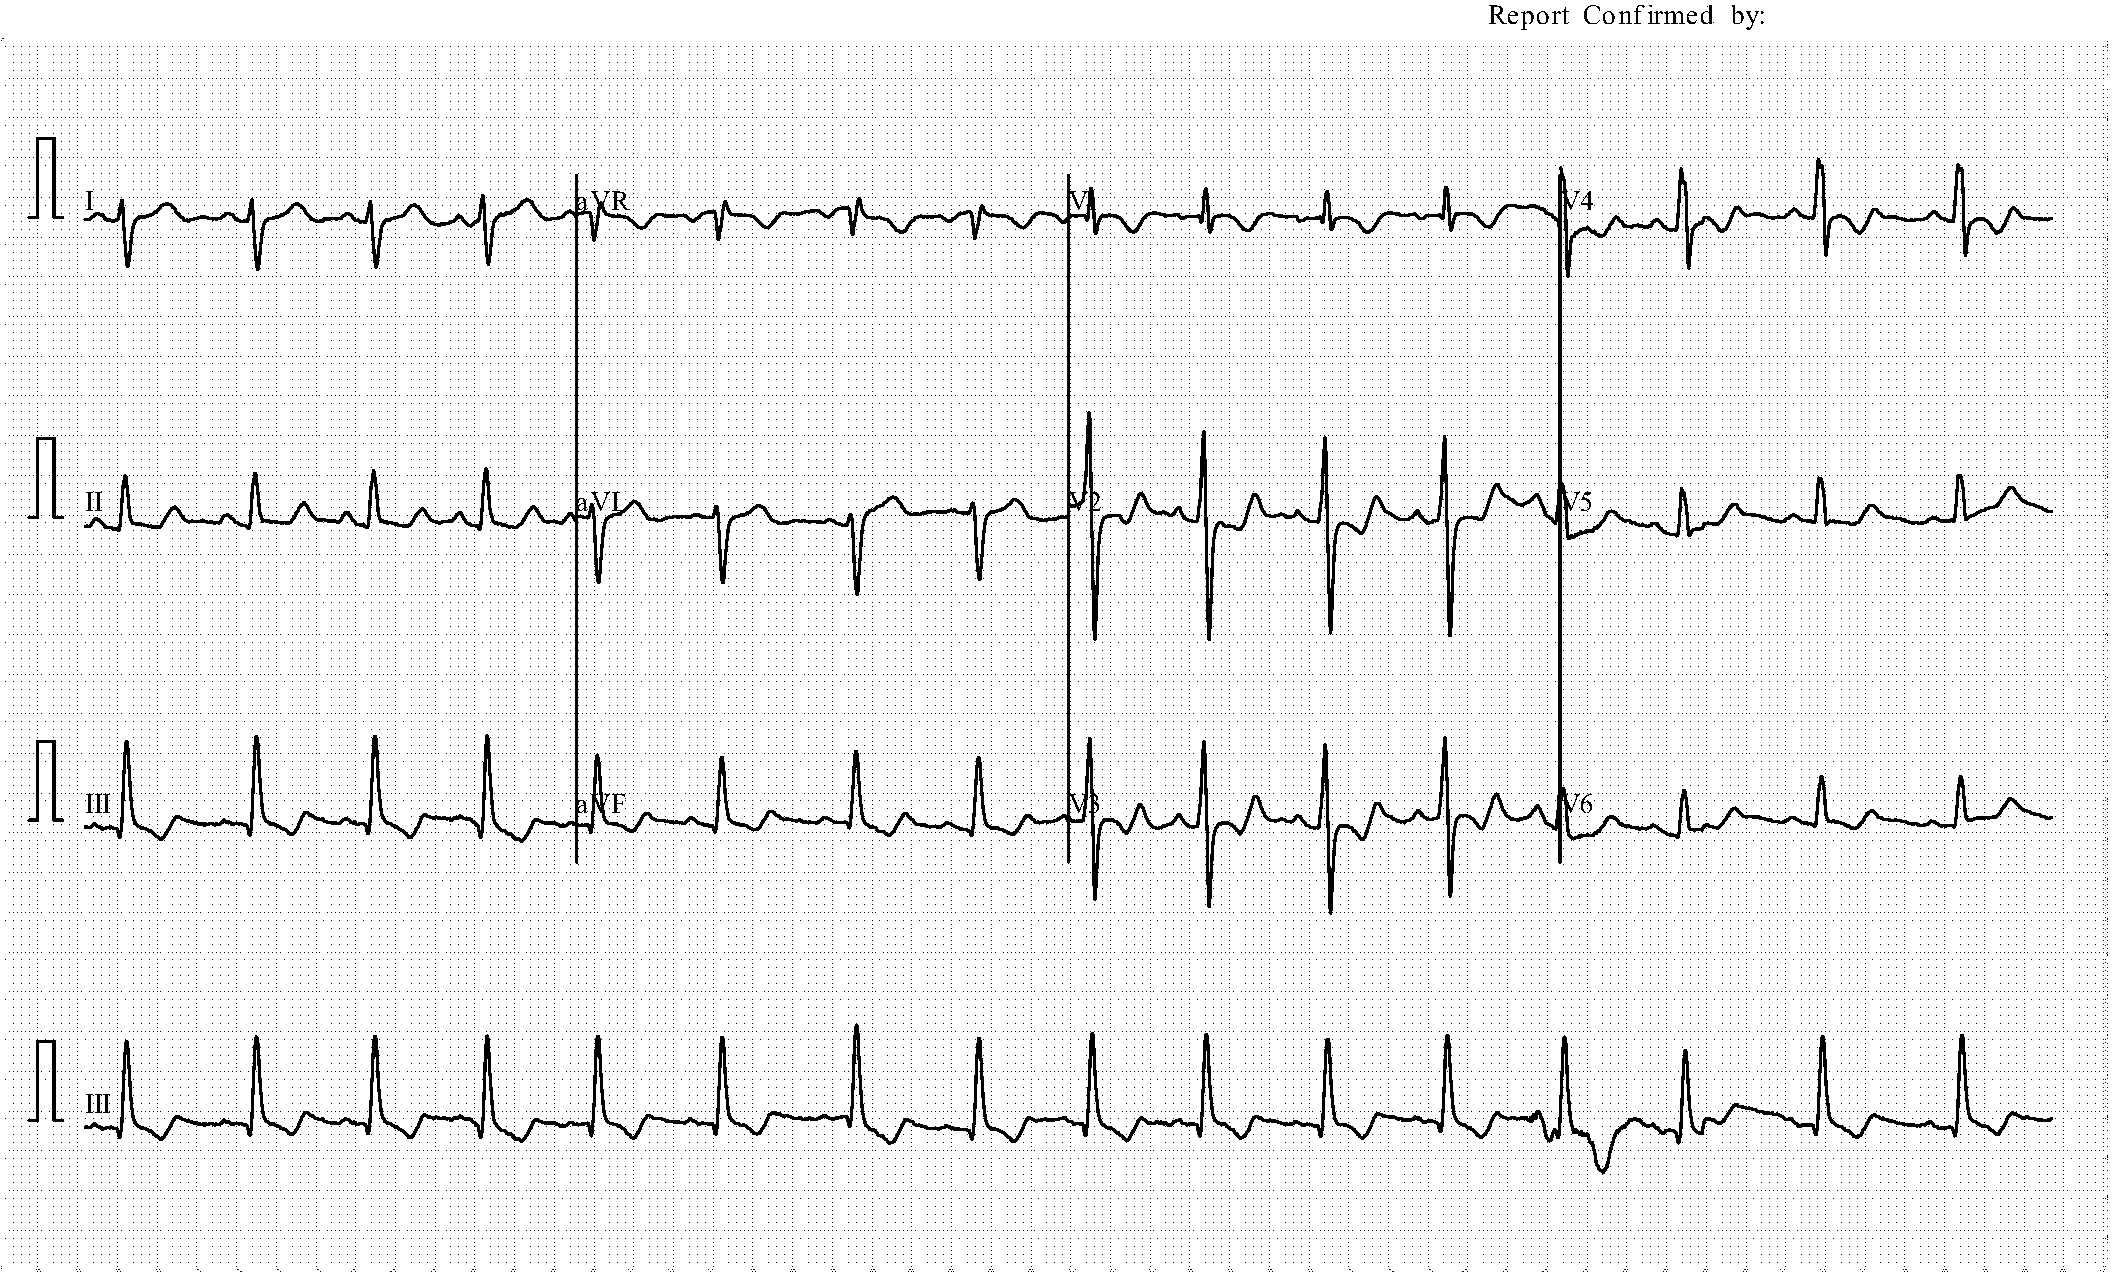 Report Confirmed by:
I aVR V1 V4
II aVL V2 V5
III aVF V3 V6
III